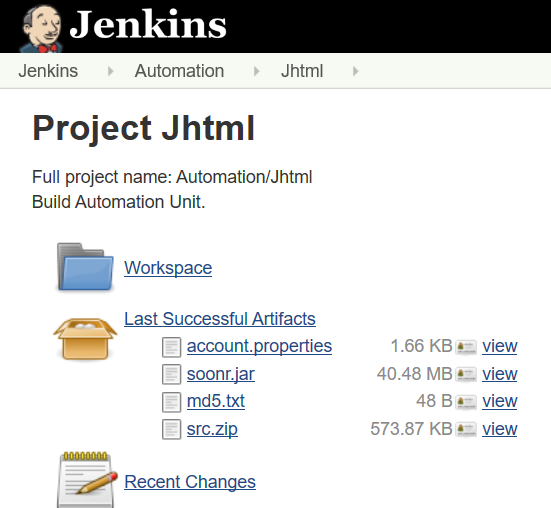 Jenkins
Jenkins Automation Jhtml
Project Jhtml
Full project name: Automation/Jhtml
Build Automation Unit.
Workspace
Last Successful Artifacts
account.properties 1.66 KB view
soonr.jar 40.48 MB view
md5.txt 48 B view
src.zip 573.87 KB view
Recent Changes